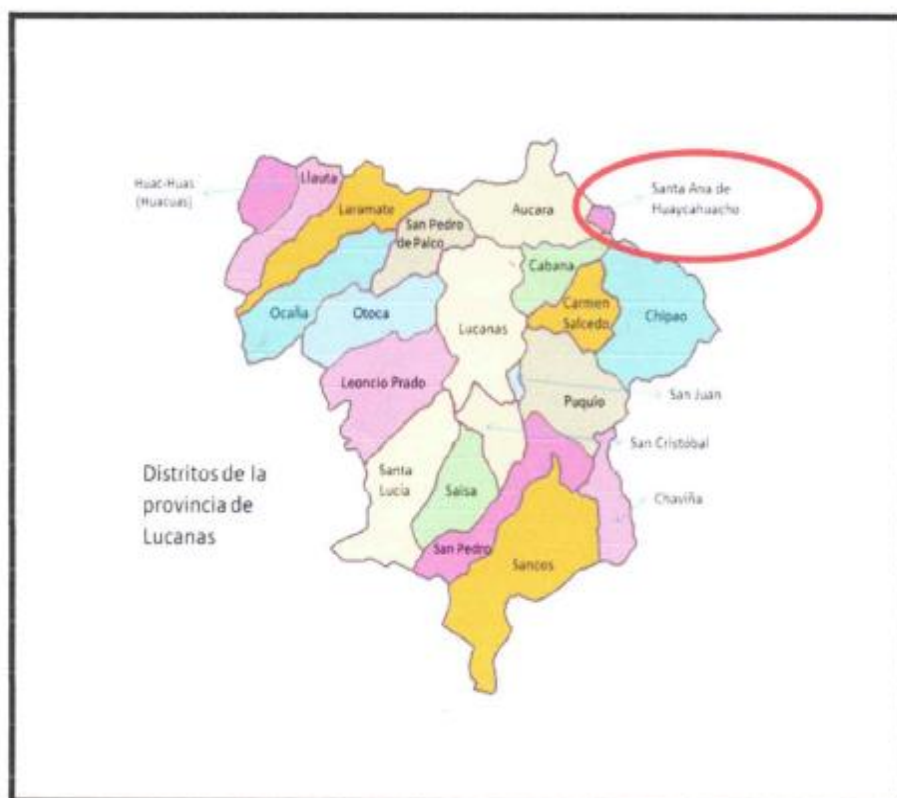 Huac-Huas
(Huacuas)
Llauta
Laramate
San Pedro
de Palco
Aucara
Santa Ana de
Huaycahuacho
Cabana
Carmen
Salcedo
Chipao
Ocaña
Otoca
Lucanas
Leoncio Prado
Puquio
San Juan
San Cristóbal
Santa
Lucía
Saisa
Chaviña
San Pedro
Sancos
Distritos de la
provincia de
Lucanas